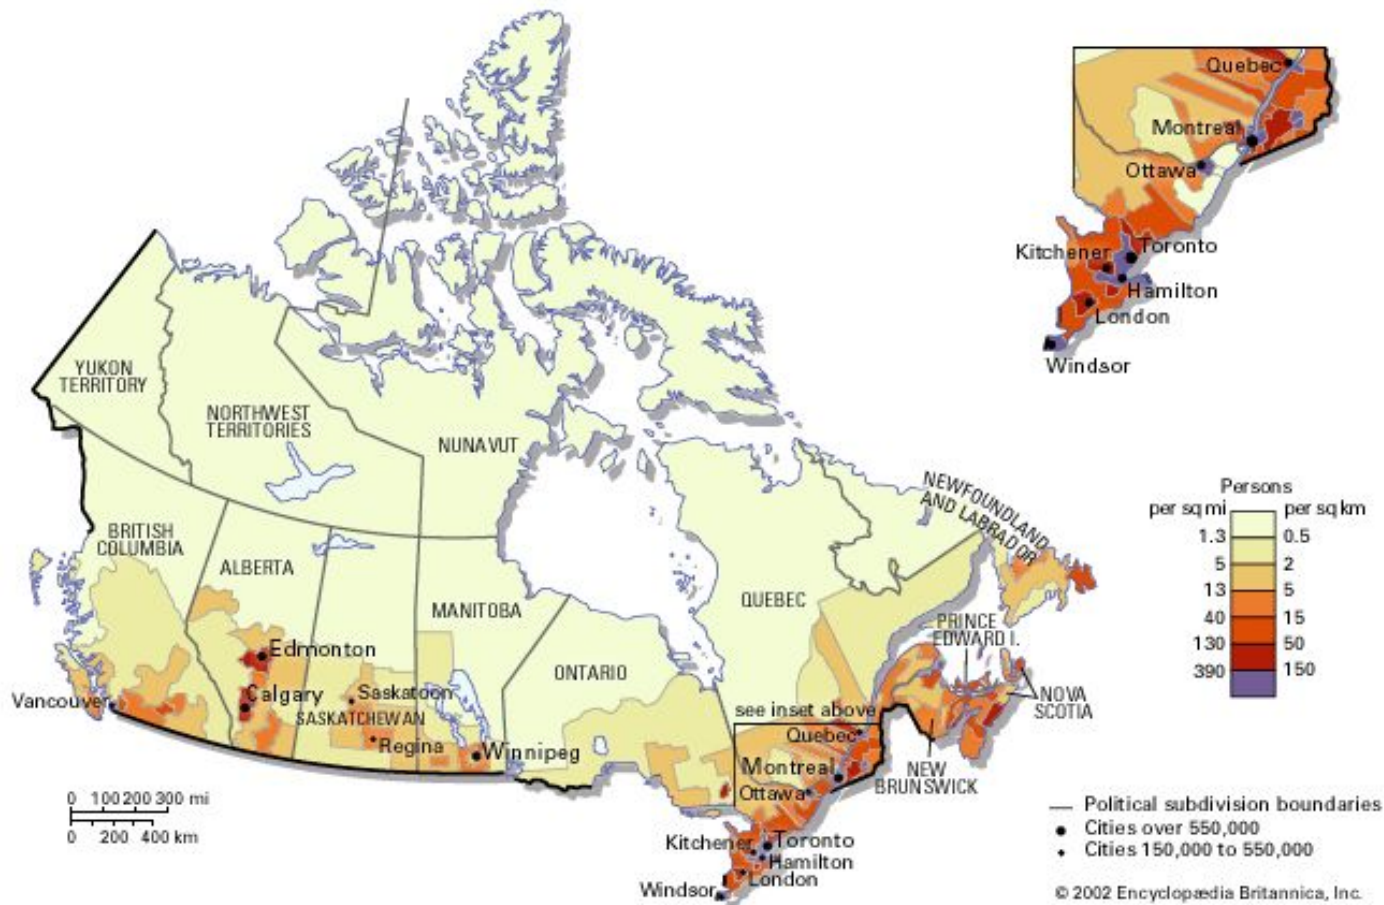 Quebec
Montreal
Ottawa
Kitchener
Toronto
Hamilton
London
Windsor
YUKON
TERRITORY
NORTHWEST
TERRITORIES
NUNAVUT
BRITISH
COLUMBIA
ALBERTA
MANITOBA
ONTARIO
QUEBEC
NEWFOUNDLAND
AND LABRADOR
PRINCE
EDWARD I.
NOVA
SCOTIA
NEW
BRUNSWICK
Edmonton
Calgary
Saskatoon
SASKATCHEWAN
Regina
Winnipeg
Vancouver
see inset above
Quebec
Montreal
Ottawa
Kitchener
Toronto
Hamilton
London
Windsor
Persons
per sq mi per sq km
1.3 0.5
5 2
13 5
40 15
130 50
390 150
0 100 200 300 mi
0 200 400 km
Political subdivision boundaries
Cities over 550,000
Cities 150,000 to 550,000
© 2002 Encyclopædia Britannica, Inc.